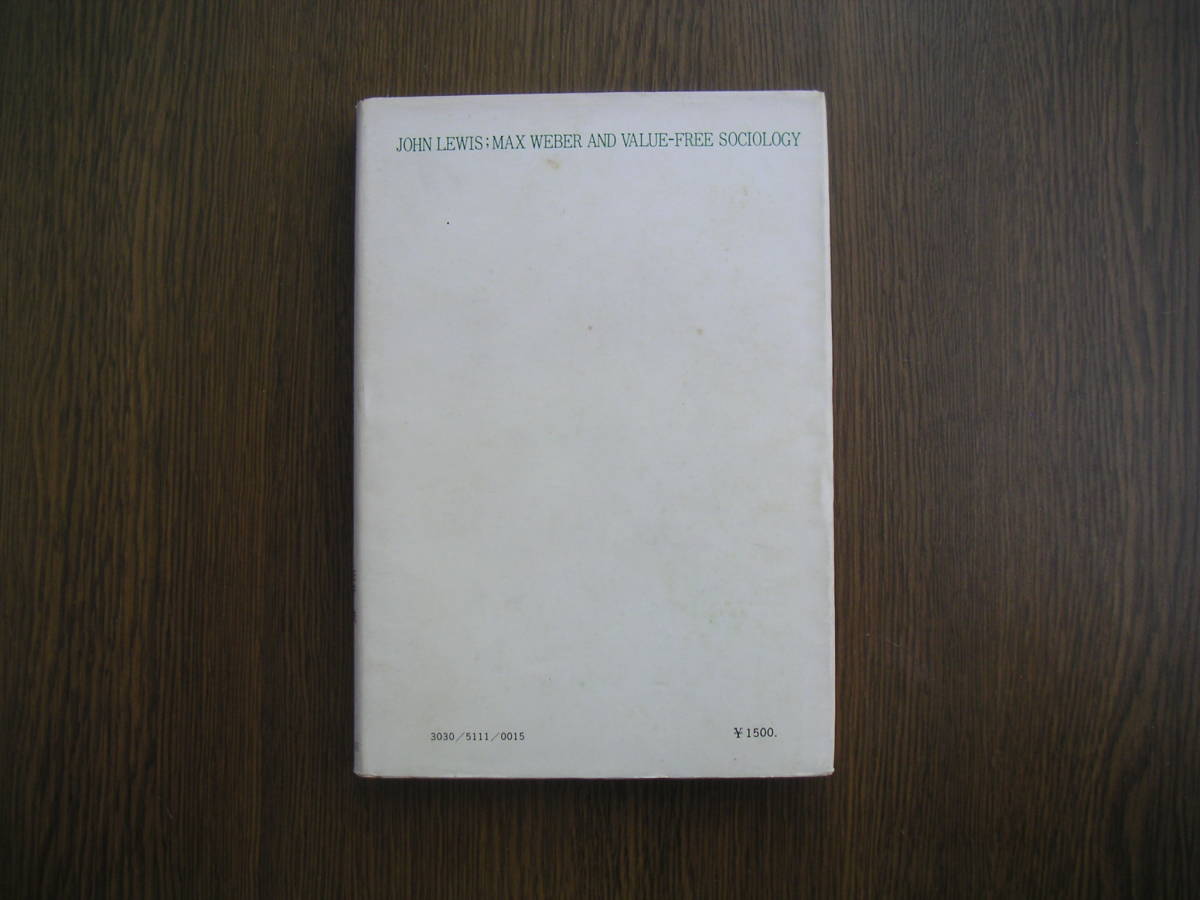 JOHN LEWIS; MAX WEBER AND VALUE-FREE SOCIOLOGY
3030/5111/0015 ¥1500.